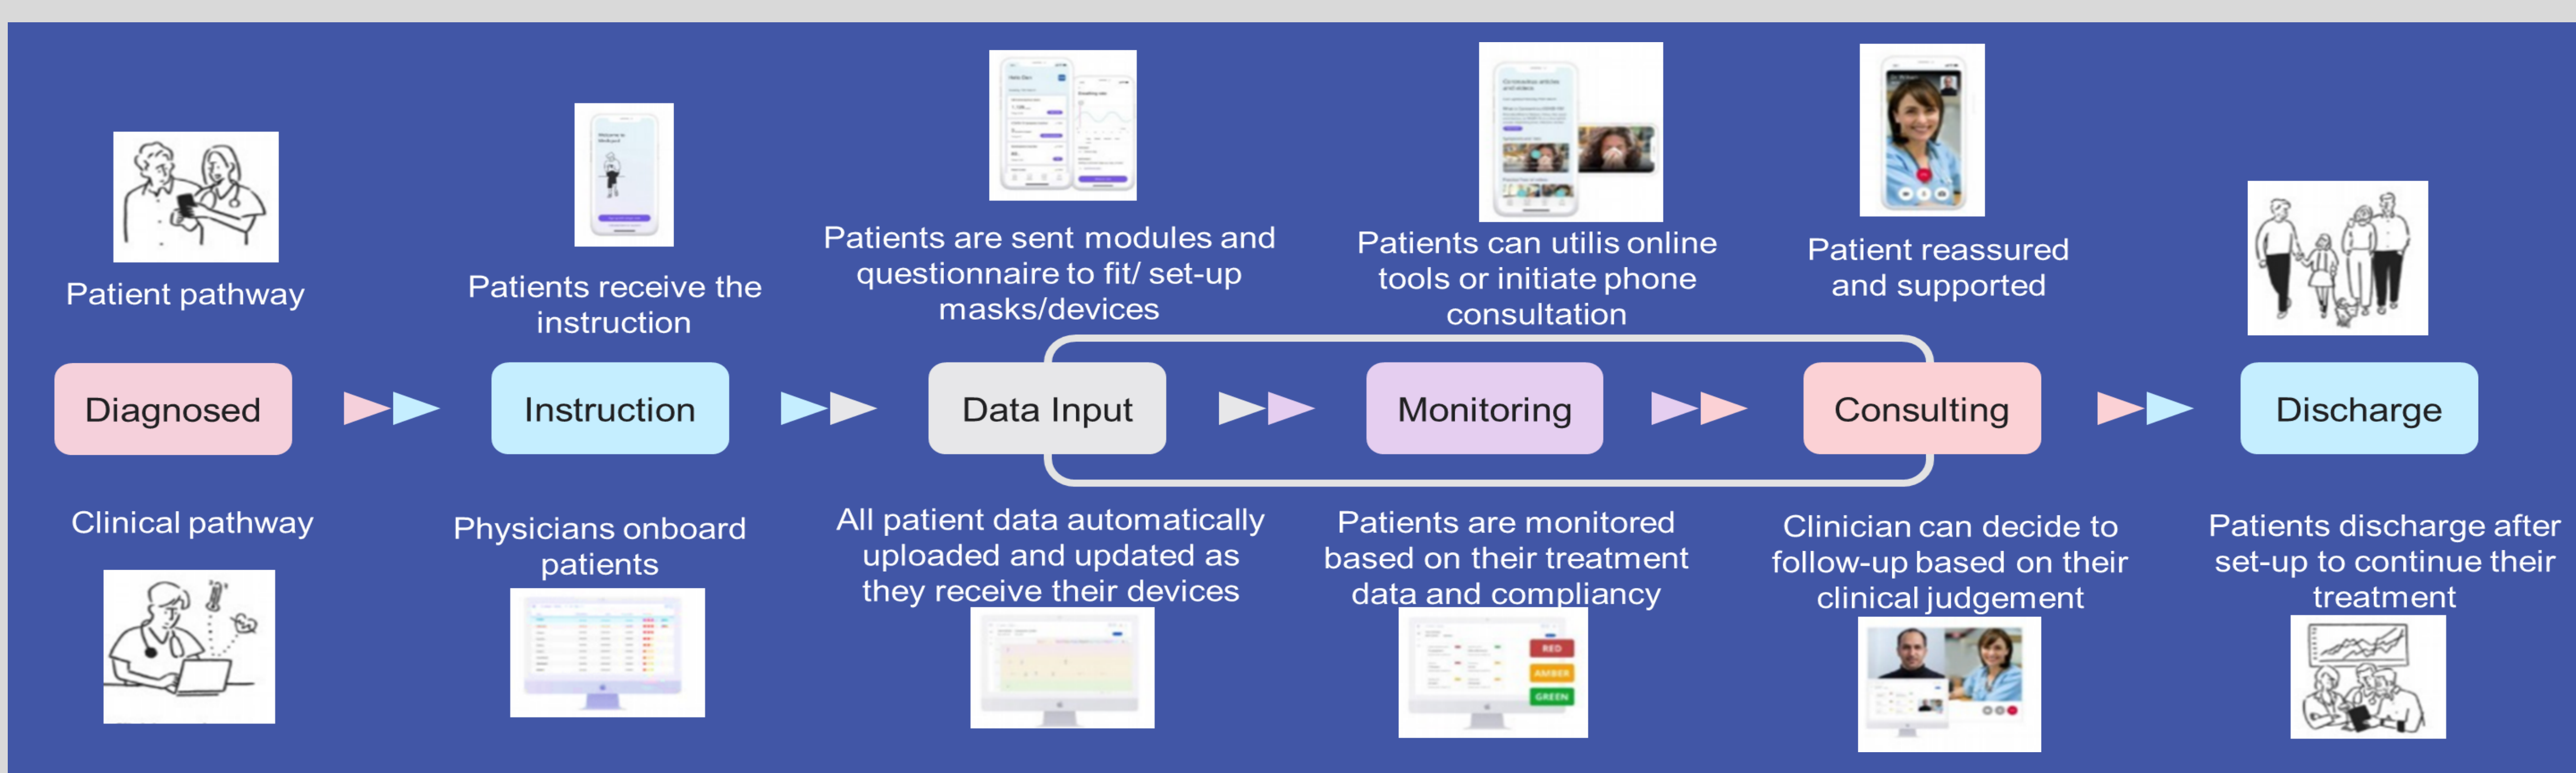 Patient pathway
Patients receive the
instruction
Patients are sent modules and
questionnaire to fit/ set-up
masks/devices
Patients can utilis online
tools or initiate phone
consultation
Patient reassured
and supported
Diagnosed
Instruction
Data Input
Monitoring
Consulting
Discharge
Clinical pathway
Physicians onboard
patients
All patient data automatically
uploaded and updated as
they receive their devices
Patients are monitored
based on their treatment
data and compliancy
RED
AMBER
GREEN
Clinician can decide to
follow-up based on their
clinical judgement
Patients discharge after
set-up to continue their
treatment